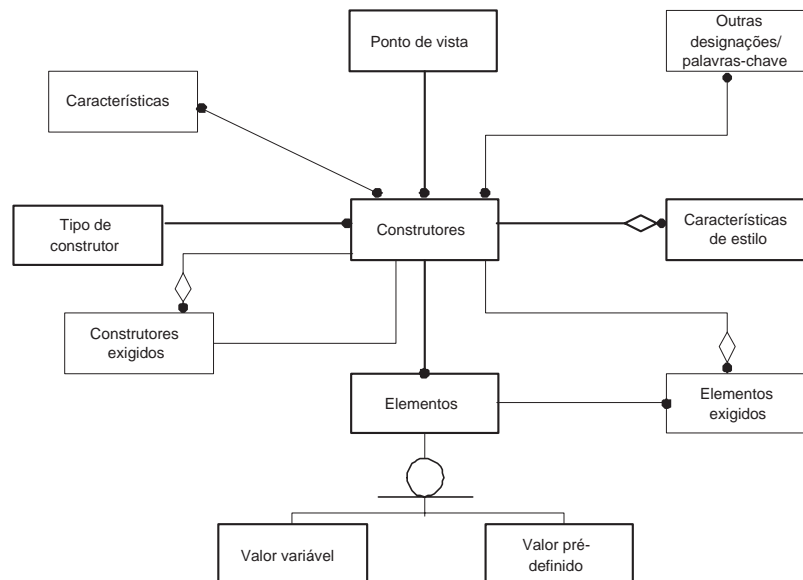 Ponto de vista
Outras
designações/
palavras-chave
Características
Tipo de
construtor
Construtores
Características
de estilo
Construtores
exigidos
Elementos
Elementos
exigidos
Valor variável
Valor pré-
definido